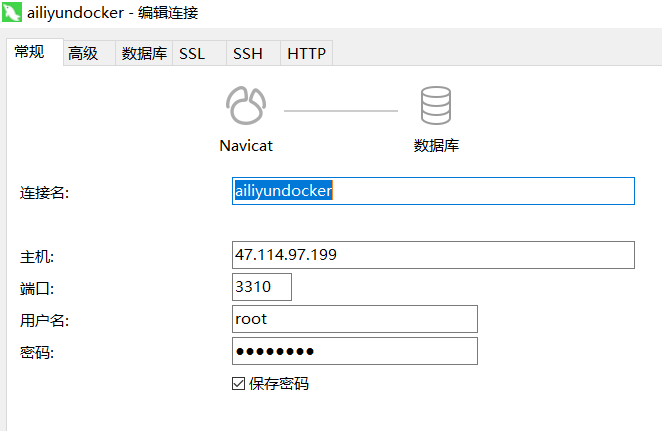 ailiyundocker - 编辑连接
常规 高级 数据库 SSL SSH HTTP
Navicat 数据库
连接名: ailiyundocker
主机: 47.114.97.199
端口: 3310
用户名: root
密码: ●●●●●●●●
保存密码